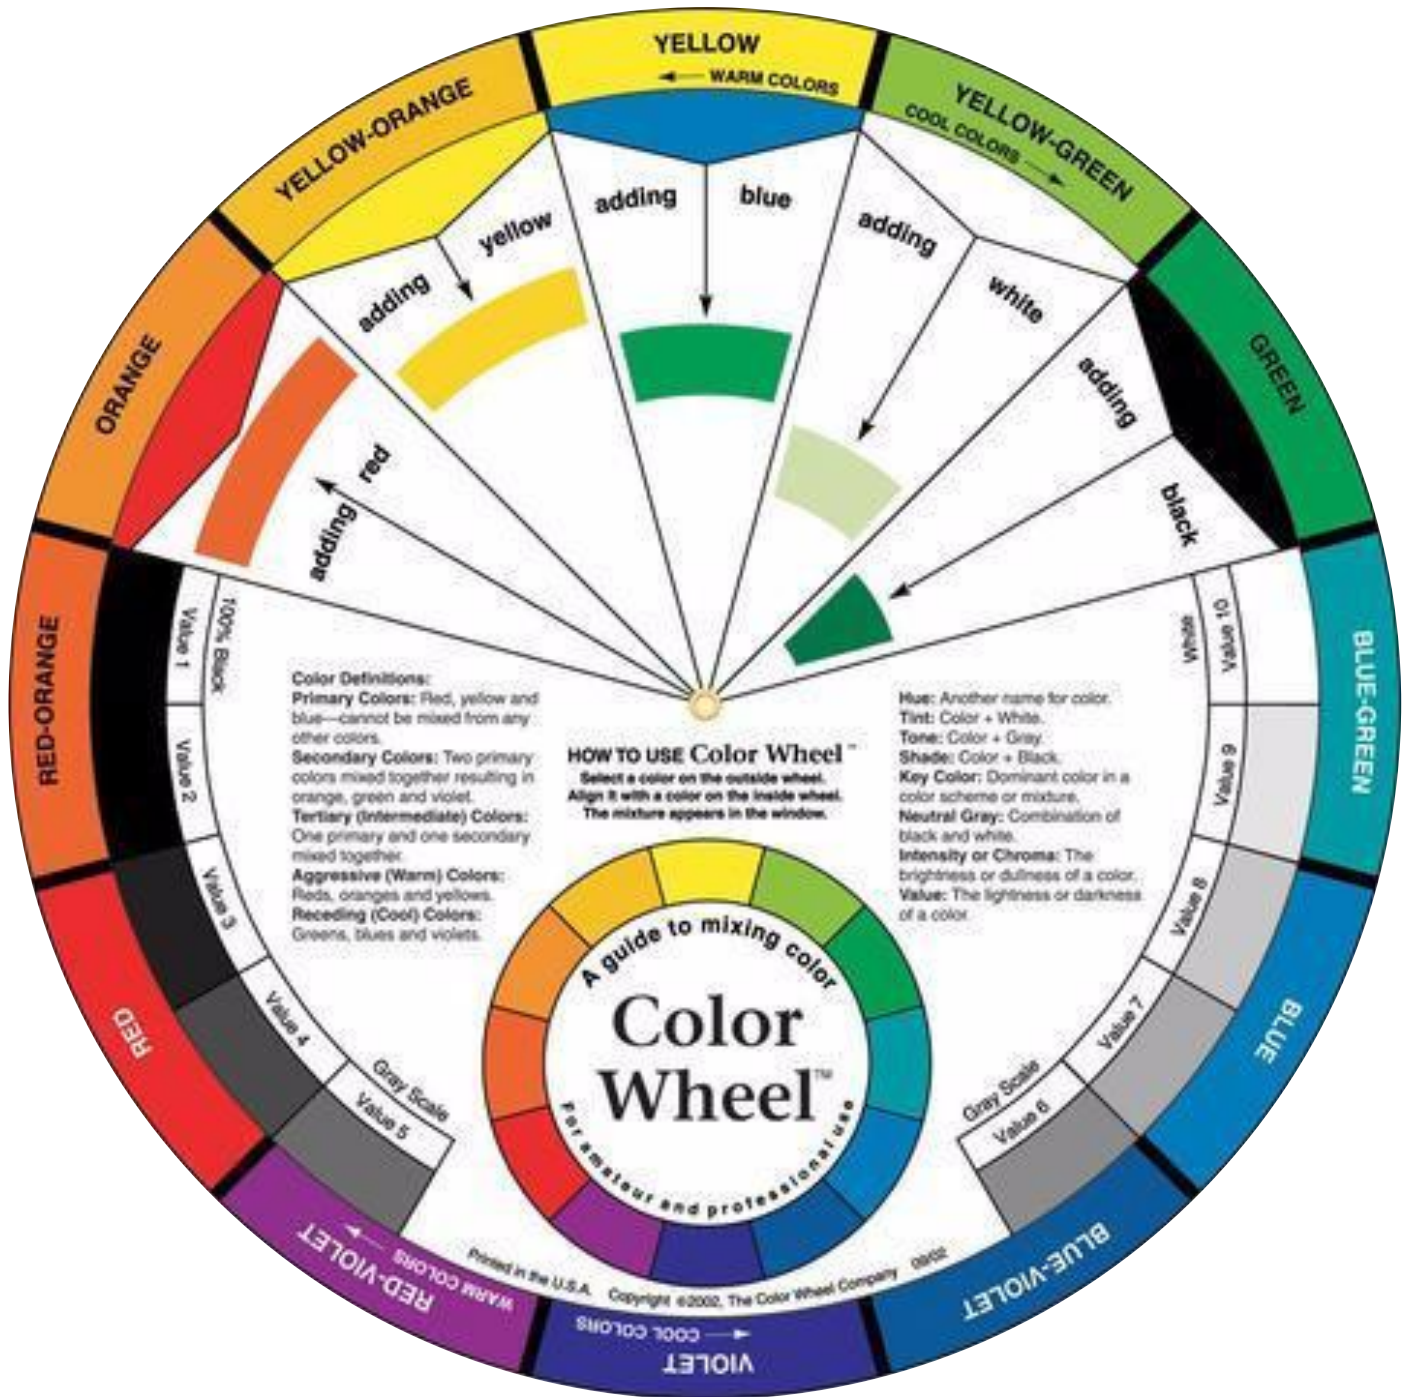 YELLOW
WARM COLORS
YELLOW-GREEN
COOL COLORS
GREEN
BLUE-GREEN
BLUE
BLUE-VIOLET
VIOLET
COOL COLORS
RED-VIOLET
WARM COLORS
RED
RED-ORANGE
ORANGE
YELLOW-ORANGE
adding red
adding yellow
adding blue
adding white
adding black
100% Black
Value 1
Value 2
Value 3
Value 4
Value 5
Gray Scale
White
Value 10
Value 9
Value 8
Value 7
Value 6
Gray Scale
Color Definitions:
Primary Colors: Red, yellow and
blue—cannot be mixed from any
other colors.
Secondary Colors: Two primary
colors mixed together resulting in
orange, green and violet.
Tertiary (Intermediate) Colors:
One primary and one secondary
mixed together.
Aggressive (Warm) Colors:
Reds, oranges and yellows.
Receding (Cool) Colors:
Greens, blues and violets.
HOW TO USE Color Wheel™
Select a color on the outside wheel.
Align it with a color on the inside wheel.
The mixture appears in the window.
Hue: Another name for color.
Tint: Color + White.
Tone: Color + Gray.
Shade: Color + Black.
Key Color: Dominant color in a
color scheme or mixture.
Neutral Gray: Combination of
black and white.
Intensity or Chroma: The
brightness or dullness of a color.
Value: The lightness or darkness
of a color.
A guide to mixing color
Color
Wheel™
For amateur and professional use
Printed in the U.S.A. Copyright ©2002, The Color Wheel Company 09/02